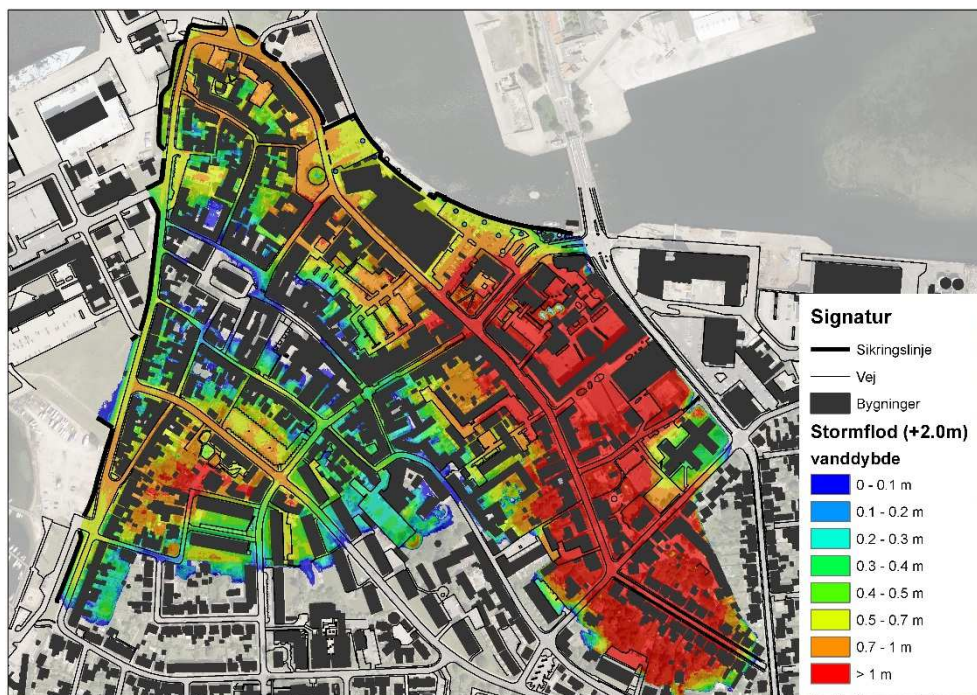 Signatur
Sikringslinje
Vej
Bygninger
Stormflod (+2.0m)
vanddybde
0 - 0.1 m
0.1 - 0.2 m
0.2 - 0.3 m
0.3 - 0.4 m
0.4 - 0.5 m
0.5 - 0.7 m
0.7 - 1 m
> 1 m